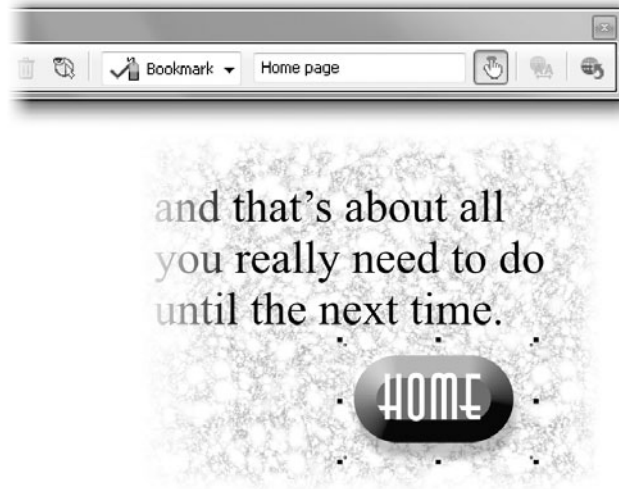 Bookmark
Home page
and that's about all
you really need to do
until the next time.
HOME